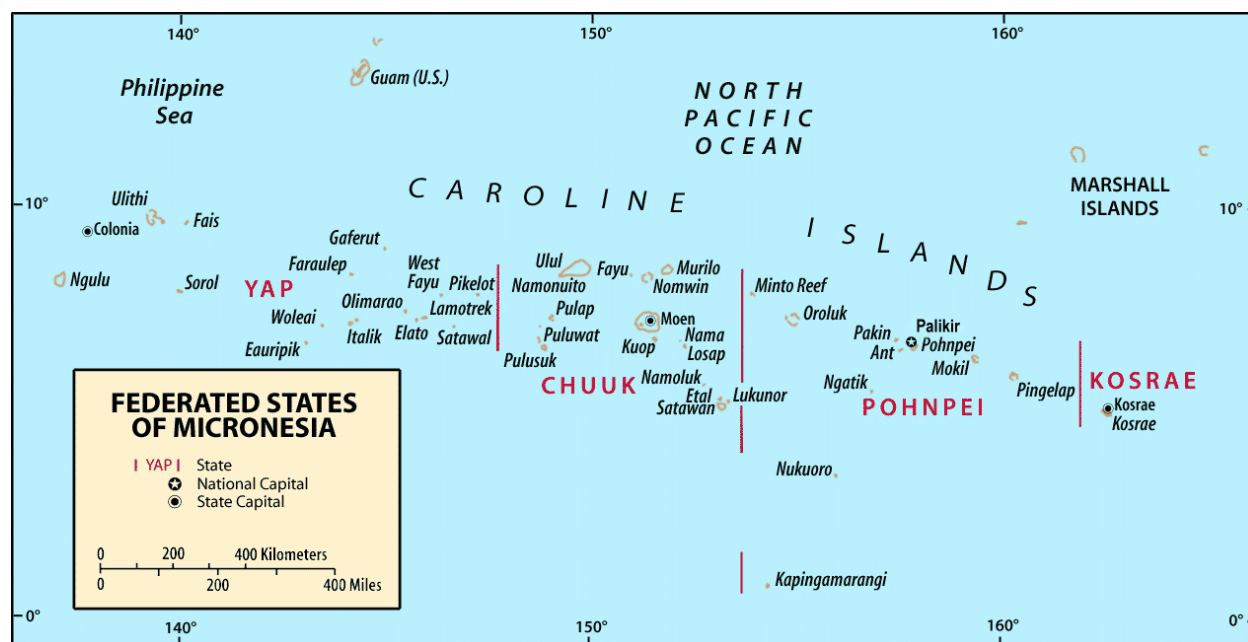 140°
150°
160°
Philippine
Sea
Guam (U.S.)
NORTH
PACIFIC
OCEAN
MARSHALL
ISLANDS
10°
10°
CAROLINE
ISLANDS
Ulithi
Colonia
Fais
Ngulu
Sorol
YAP
Gaferut
Faraulep
West
Fayu
Pikelot
Olimarao
Lamotrek
Woleai
Italik
Elato
Satawal
Eauripik
Ulul
Fayu
Murilo
Namonuito
Nomwin
Pulap
Moen
Puluwat
Kuop
Nama
Losap
Pulusuk
CHUUK
Namoluk
Etal
Lukunor
Satawan
Minto Reef
Oroluk
Pakin
Palikir
Pohnpei
Ant
Mokil
Ngatik
POHNPEI
Pingelap
KOSRAE
Kosrae
Kosrae
Nukuoro
Kapingamarangi
FEDERATED STATES
OF MICRONESIA
YAP State
National Capital
State Capital
0 200 400 Kilometers
0 200 400 Miles
0°
0°
140°
150°
160°